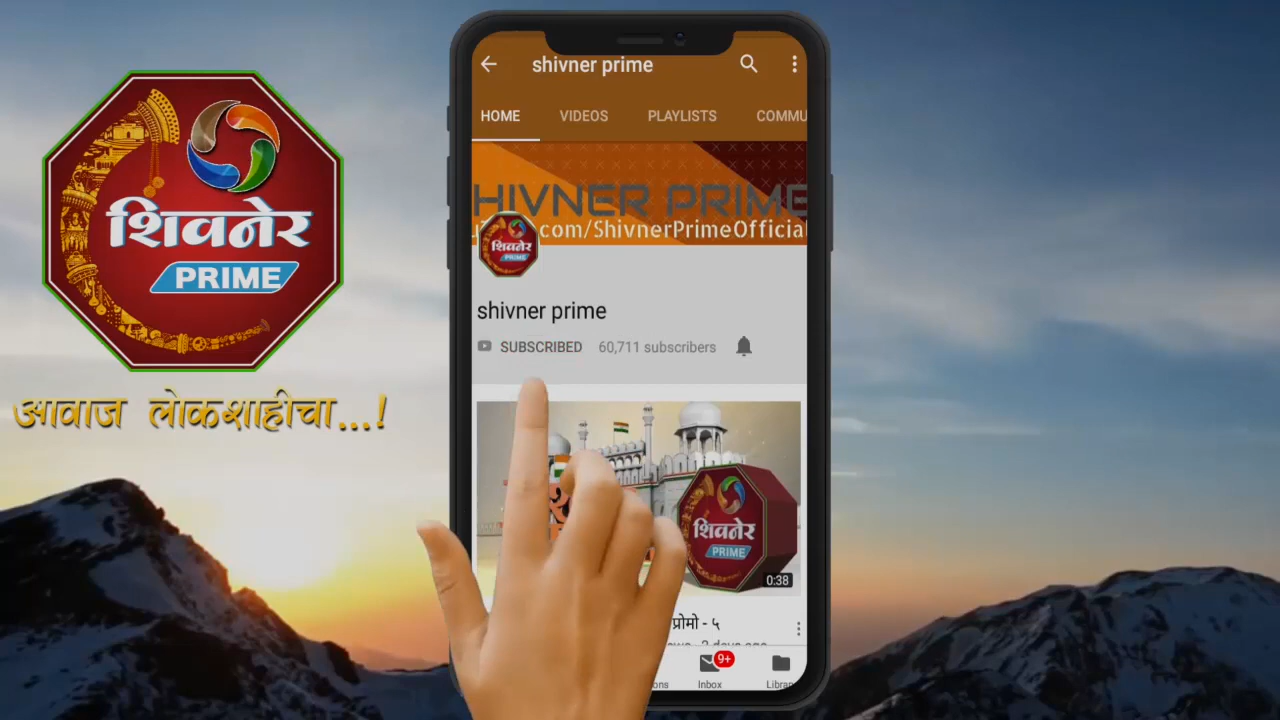 शिवनेर
PRIME
आवाज लोकशाहीचा...!
shivner prime
HOME VIDEOS PLAYLISTS COMMU
HIVNER PRIME
com/ShivnerPrimeOfficial
शिवनेर
PRIME
shivner prime
SUBSCRIBED 60,711 subscribers
शिवनेर
PRIME
0:38
प्रोमो - ५
9+
Inbox